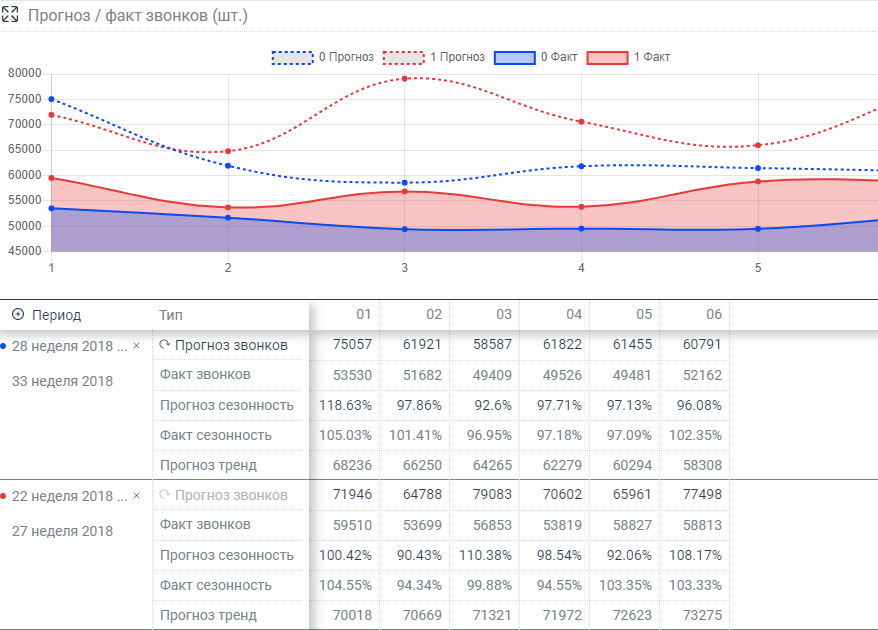 Прогноз / факт звонков (шт.)
0 Прогноз 1 Прогноз 0 Факт 1 Факт
80000
75000
70000
65000
60000
55000
50000
45000
1 2 3 4 5
Период Тип 01 02 03 04 05 06
28 неделя 2018 ... × Прогноз звонков 75057 61921 58587 61822 61455 60791
33 неделя 2018 Факт звонков 53530 51682 49409 49526 49481 52162
Прогноз сезонность 118.63% 97.86% 92.6% 97.71% 97.13% 96.08%
Факт сезонность 105.03% 101.41% 96.95% 97.18% 97.09% 102.35%
Прогноз тренд 68236 66250 64265 62279 60294 58308
22 неделя 2018 ... × Прогноз звонков 71946 64788 79083 70602 65961 77498
27 неделя 2018 Факт звонков 59510 53699 56853 53819 58827 58813
Прогноз сезонность 100.42% 90.43% 110.38% 98.54% 92.06% 108.17%
Факт сезонность 104.55% 94.34% 99.88% 94.55% 103.35% 103.33%
Прогноз тренд 70018 70669 71321 71972 72623 73275